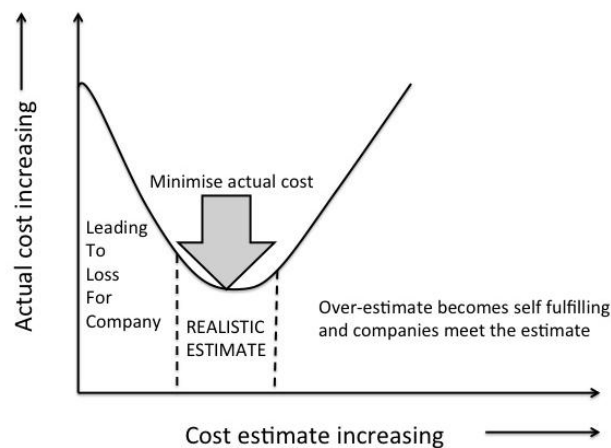 Actual cost increasing
Minimise actual cost
Leading
To
Loss
For
Company
REALISTIC
ESTIMATE
Over-estimate becomes self fulfilling
and companies meet the estimate
Cost estimate increasing